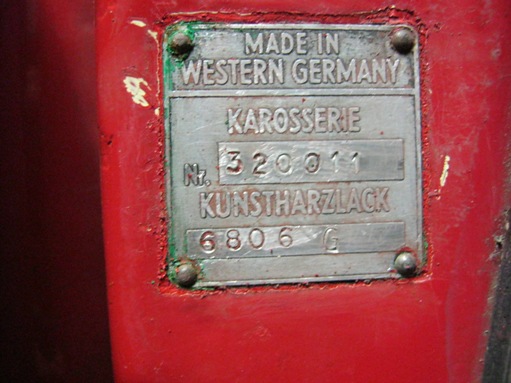 MADE IN
WESTERN GERMANY
KAROSSERIE
Nr. 320011
KUNSTHARZLACK
6806 G